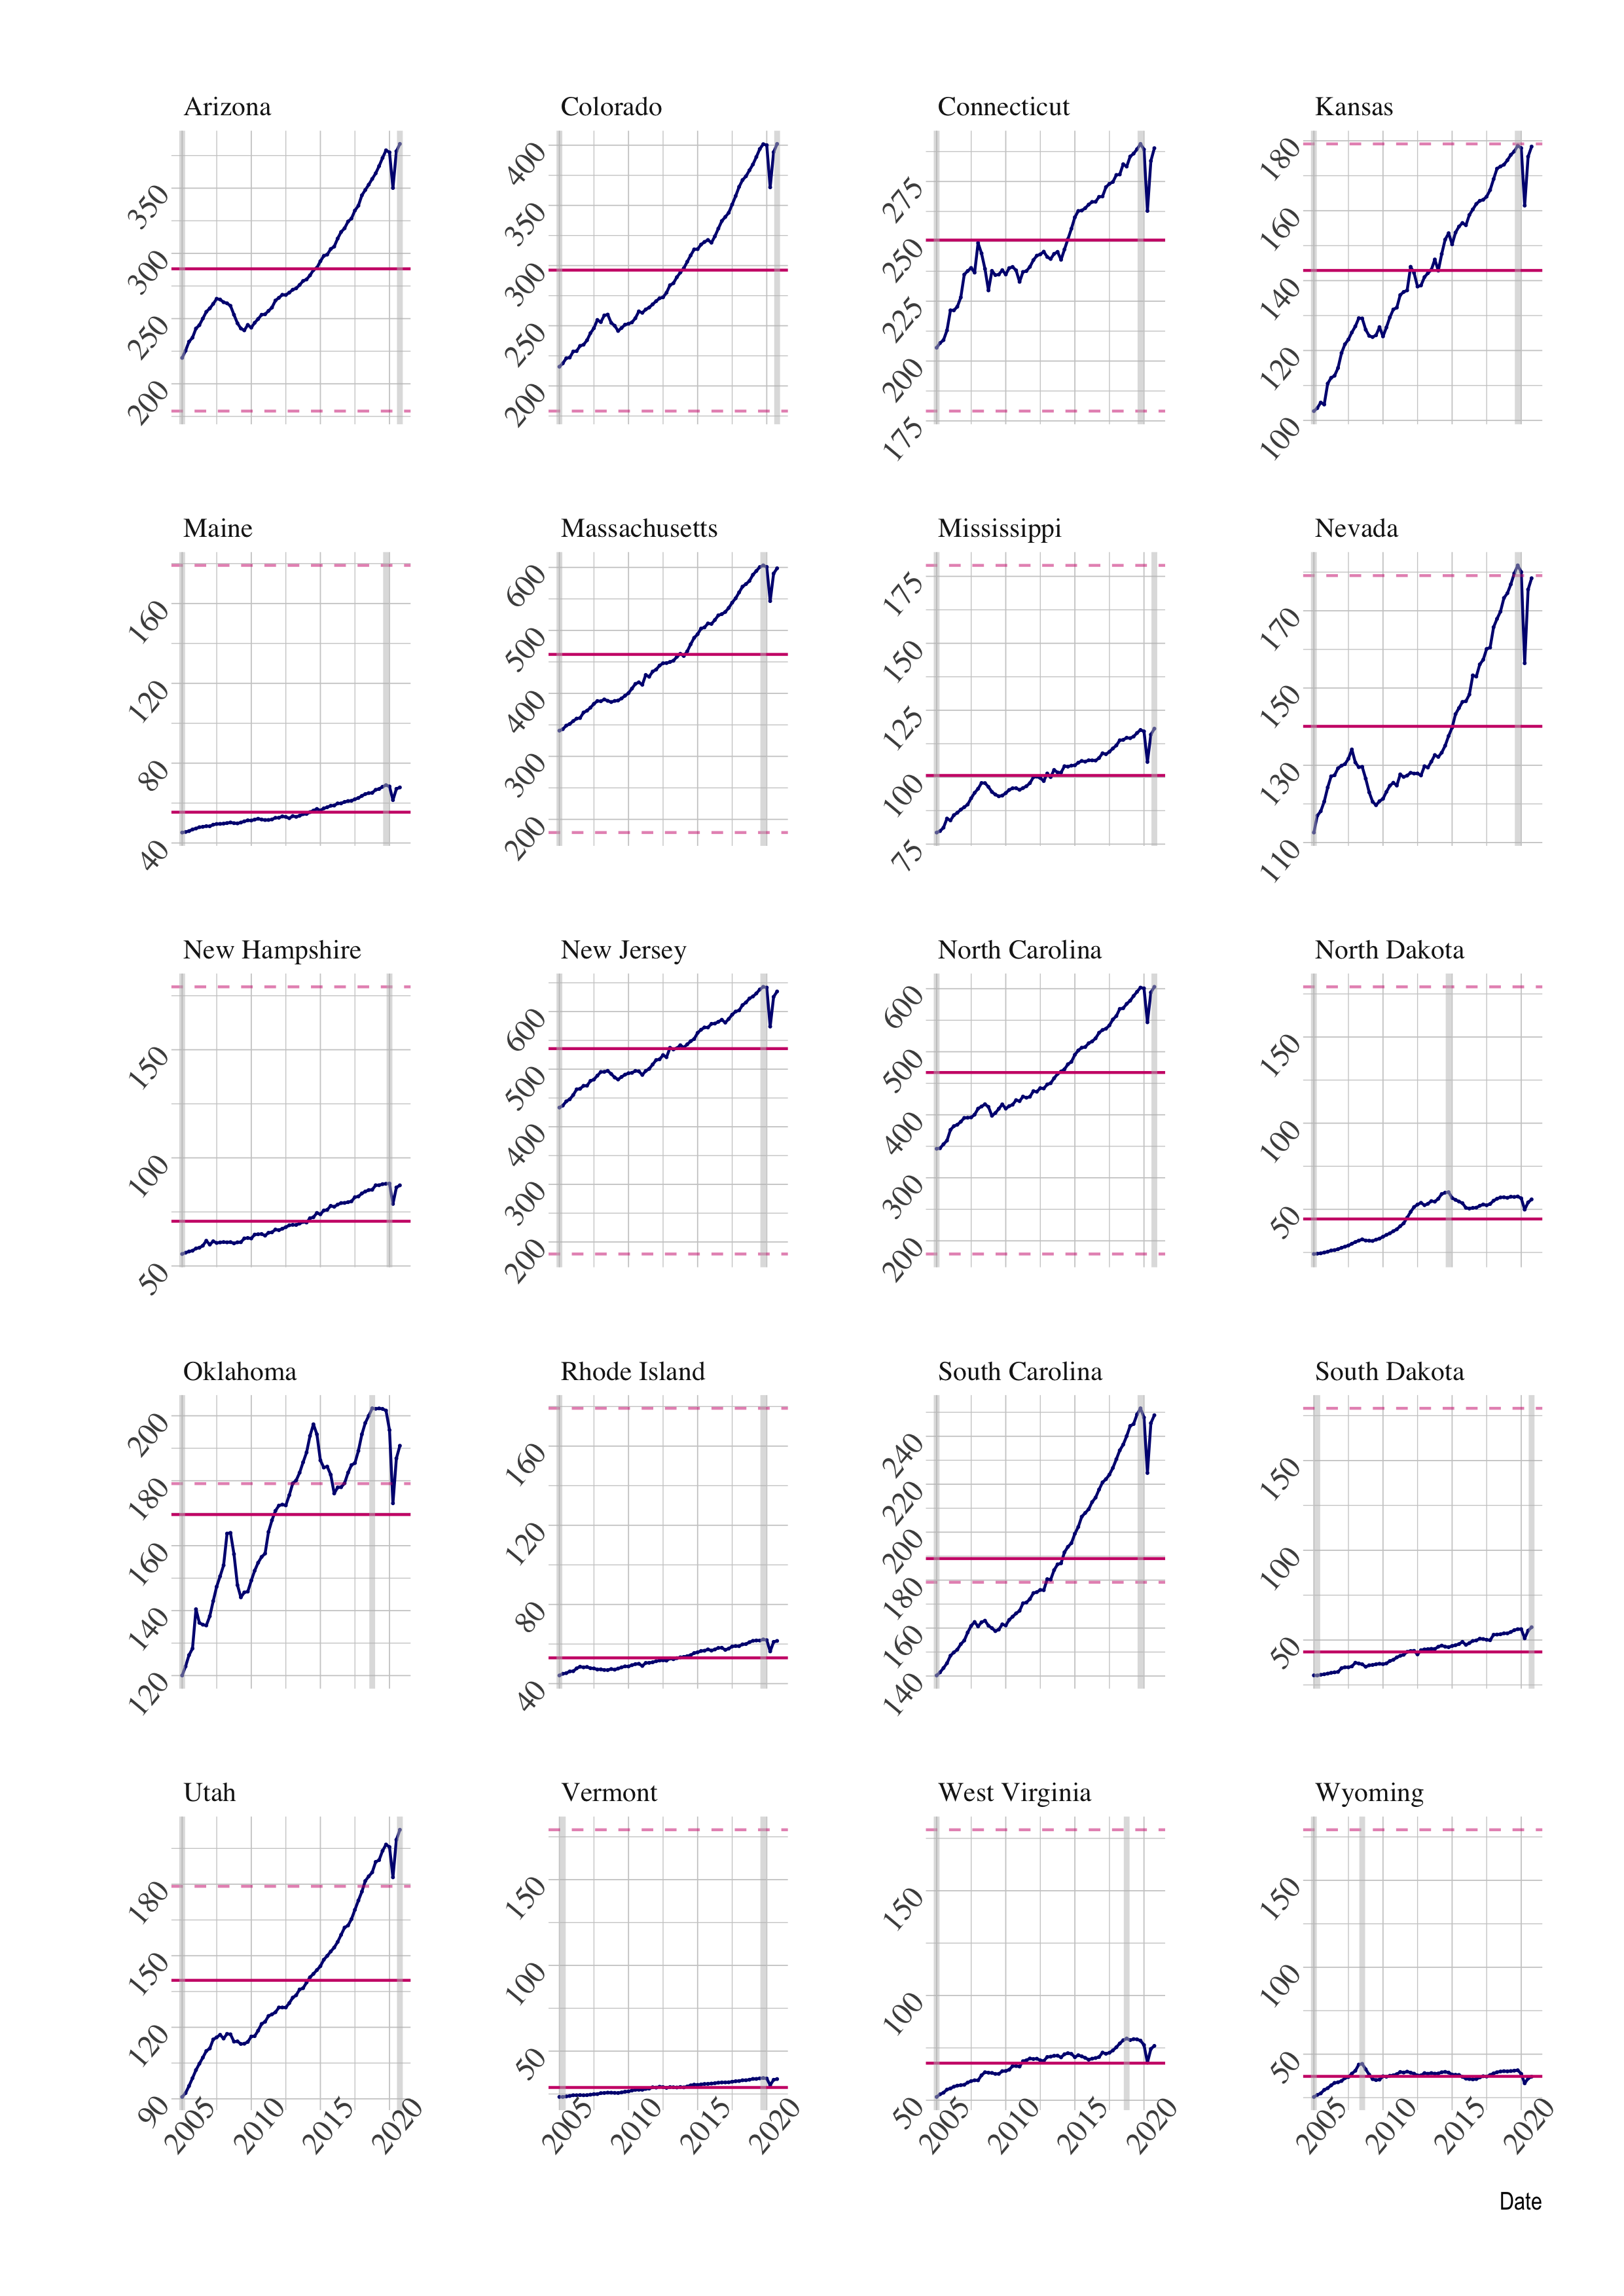 Arizona Colorado Connecticut Kansas
400 180
350 350 275 160
300 300 250 140
250 250 225 120
200 200 200 100
175
Maine Massachusetts Mississippi Nevada
160 600 175 170
120 500 150 150
80 400 125 130
40 300 100 110
200 75
New Hampshire New Jersey North Carolina North Dakota
150 600 600 150
100 500 500 100
50 400 400 50
300 300
200 200
Oklahoma Rhode Island South Carolina South Dakota
200 160 240 150
180 120 220 100
160 80 200 50
140 40 180
120 160
140
Utah Vermont West Virginia Wyoming
180 150 150 150
150 100 100 100
120 50 50 50
90
2005 2010 2015 2020 2005 2010 2015 2020 2005 2010 2015 2020 2005 2010 2015 2020
Date